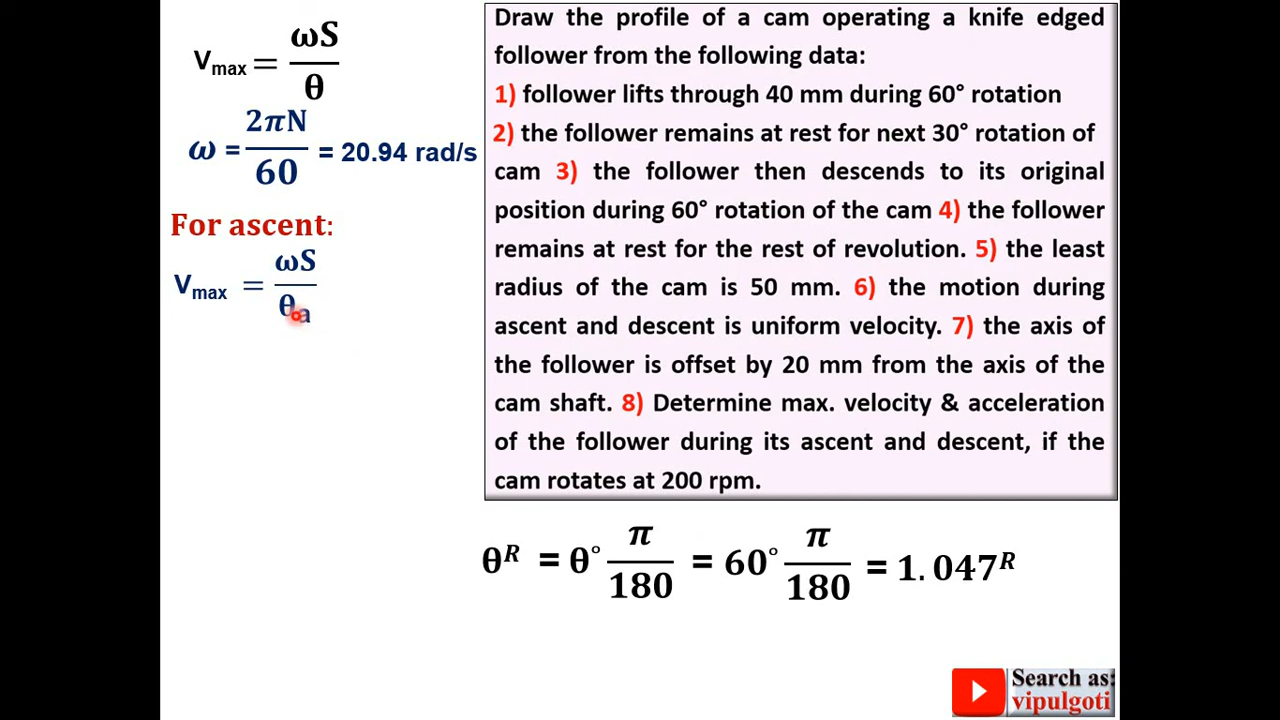 Vmax = ωS / θ
ω = 2πN / 60 = 20.94 rad/s
For ascent:
Vmax = ωS / θa
Draw the profile of a cam operating a knife edged
follower from the following data:
1) follower lifts through 40 mm during 60° rotation
2) the follower remains at rest for next 30° rotation of
cam 3) the follower then descends to its original
position during 60° rotation of the cam 4) the follower
remains at rest for the rest of revolution. 5) the least
radius of the cam is 50 mm. 6) the motion during
ascent and descent is uniform velocity. 7) the axis of
the follower is offset by 20 mm from the axis of the
cam shaft. 8) Determine max. velocity & acceleration
of the follower during its ascent and descent, if the
cam rotates at 200 rpm.
θᴿ = θ° π / 180 = 60° π / 180 = 1.047ᴿ
Search as:
vipulgoti